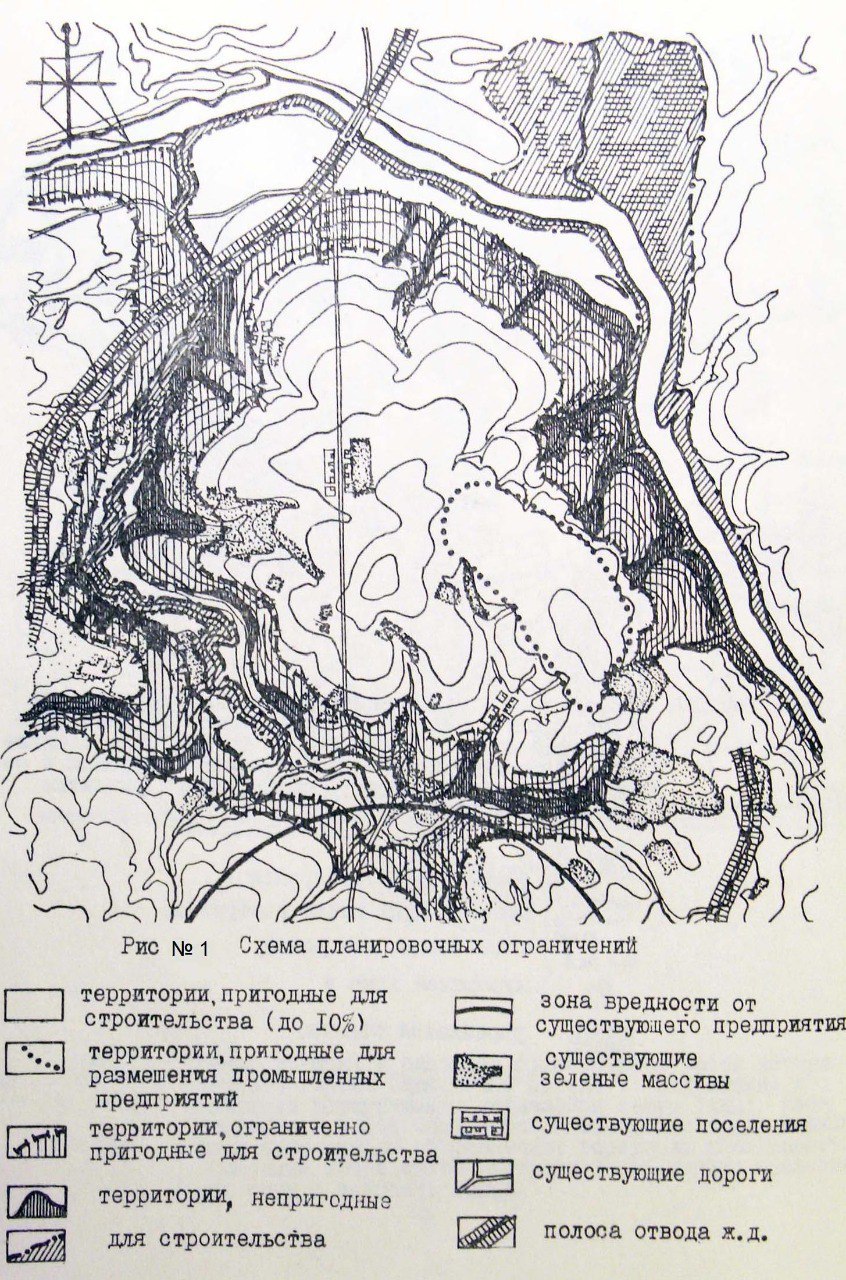 Рис № 1 Схема планировочных ограничений
территории, пригодные для
строительства (до 10%)
территории, пригодные для
размешения промышленных
предприятий
территории, ограниченно
пригодные для строительства
территории, непригодные
для строительства
зона вредности от
существующего предприятия
существующие
зеленые массивы
существующие поселения
существующие дороги
полоса отвода ж.д.